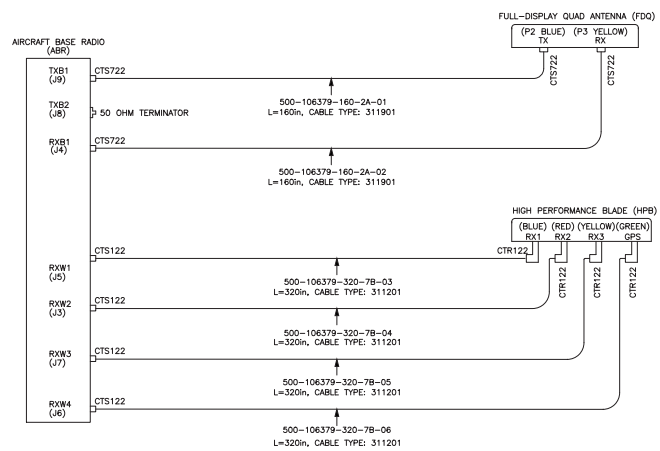 FULL-DISPLAY QUAD ANTENNA (FDQ)
(P2 BLUE) (P3 YELLOW)
TX RX
CTS722
CTS722
AIRCRAFT BASE RADIO
(ABR)
TXB1
(J9)
CTS722
500-106379-160-2A-01
L=160in, CABLE TYPE: 311901
TXB2
(J8)
50 OHM TERMINATOR
RXB1
(J4)
CTS722
500-106379-160-2A-02
L=160in, CABLE TYPE: 311901
HIGH PERFORMANCE BLADE (HPB)
(BLUE) (RED) (YELLOW) (GREEN)
RX1 RX2 RX3 GPS
CTR122
CTR122
CTR122
CTR122
RXW1
(J5)
CTS122
500-106379-320-7B-03
L=320in, CABLE TYPE: 311201
RXW2
(J3)
CTS122
500-106379-320-7B-04
L=320in, CABLE TYPE: 311201
RXW3
(J7)
CTS122
500-106379-320-7B-05
L=320in, CABLE TYPE: 311201
RXW4
(J6)
CTS122
500-106379-320-7B-06
L=320in, CABLE TYPE: 311201